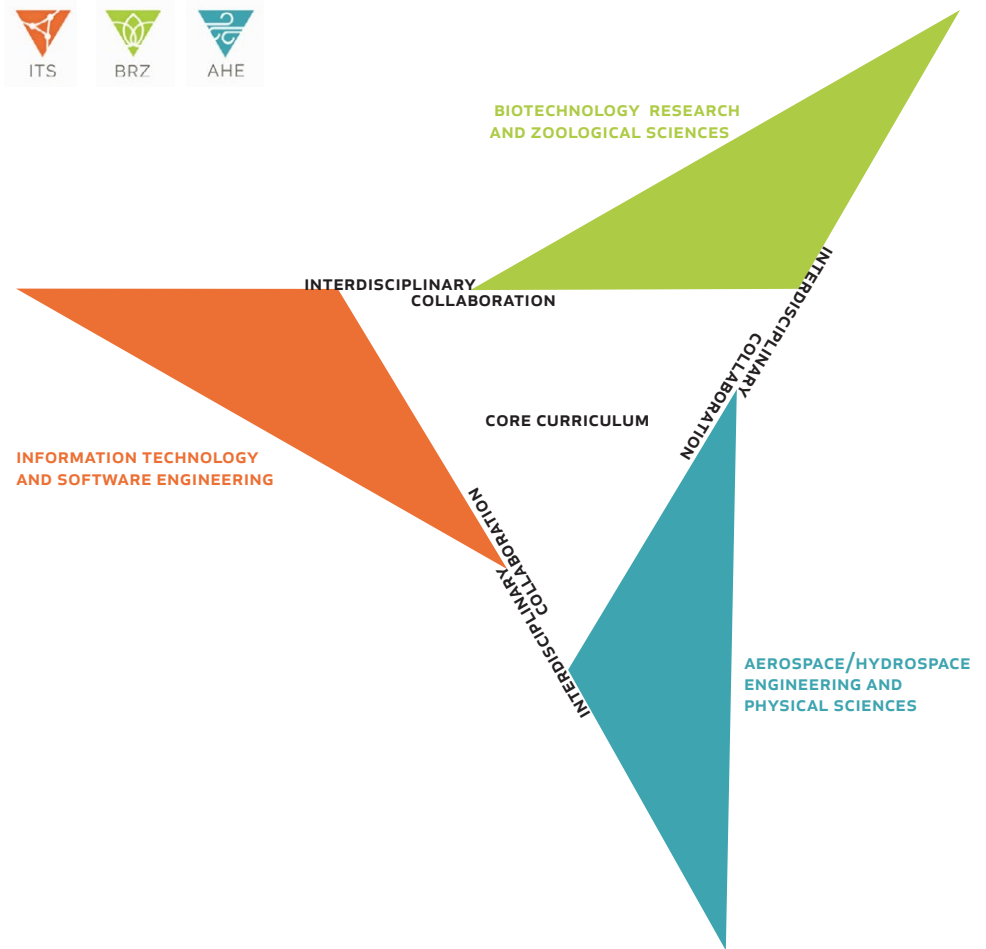 ITS
BRZ
AHE
BIOTECHNOLOGY RESEARCH
AND ZOOLOGICAL SCIENCES
INTERDISCIPLINARY
COLLABORATION
INTERDISCIPLINARY
COLLABORATION
CORE CURRICULUM
INFORMATION TECHNOLOGY
AND SOFTWARE ENGINEERING
COLLABORATION
INTERDISCIPLINARY
AEROSPACE/HYDROSPACE
ENGINEERING AND
PHYSICAL SCIENCES